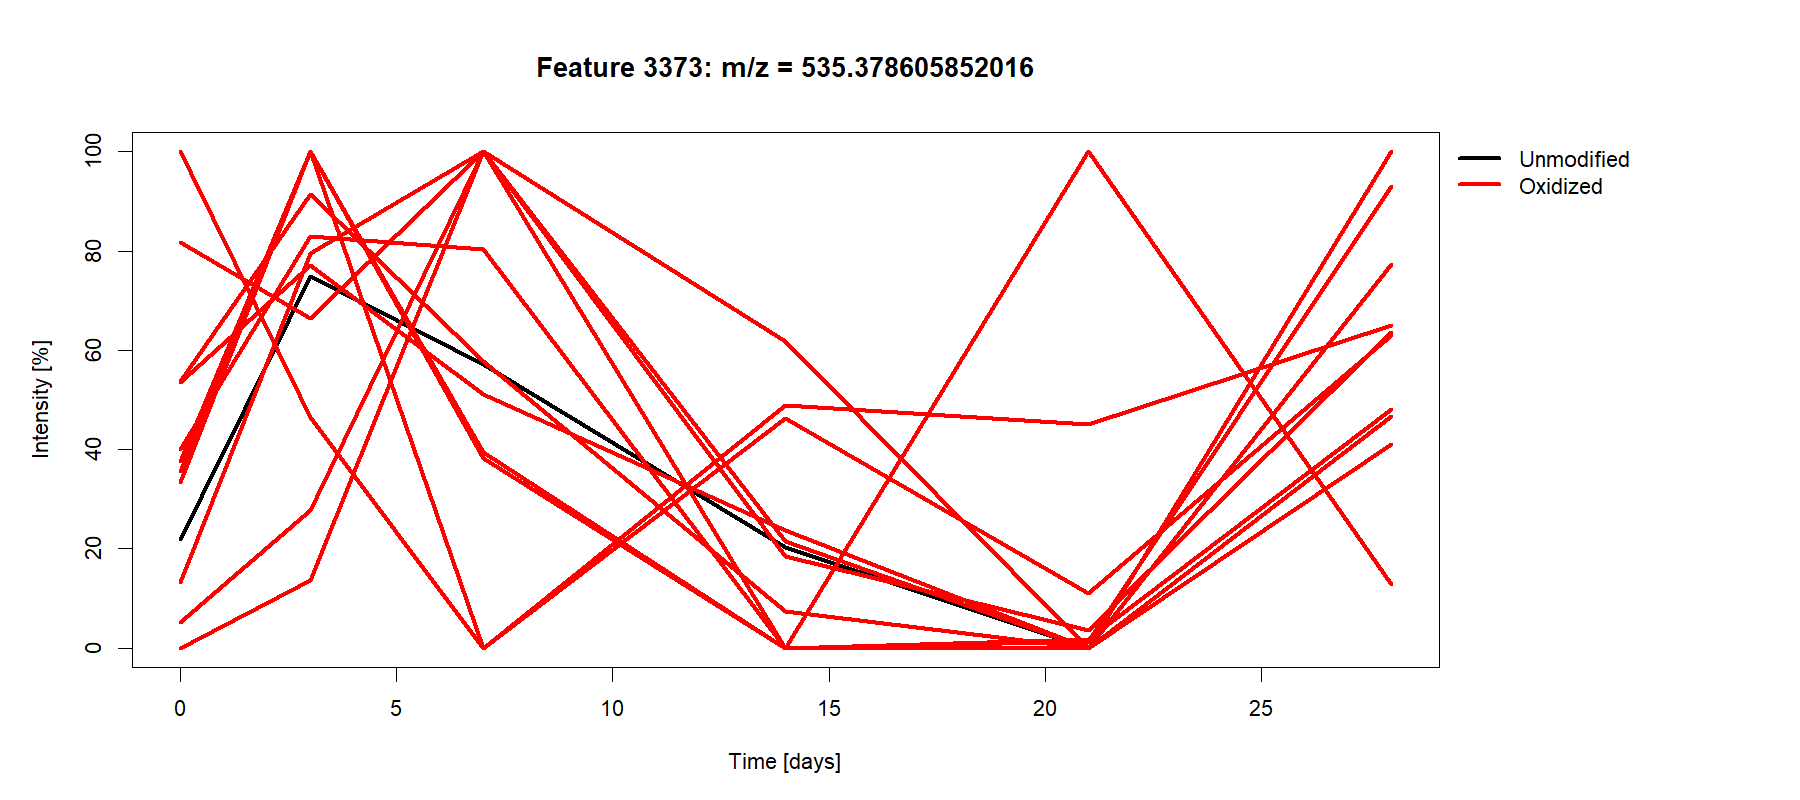 Feature 3373: m/z = 535.378605852016
Unmodified
Oxidized
Intensity [%]
100
80
60
40
20
0
0 5 10 15 20 25
Time [days]